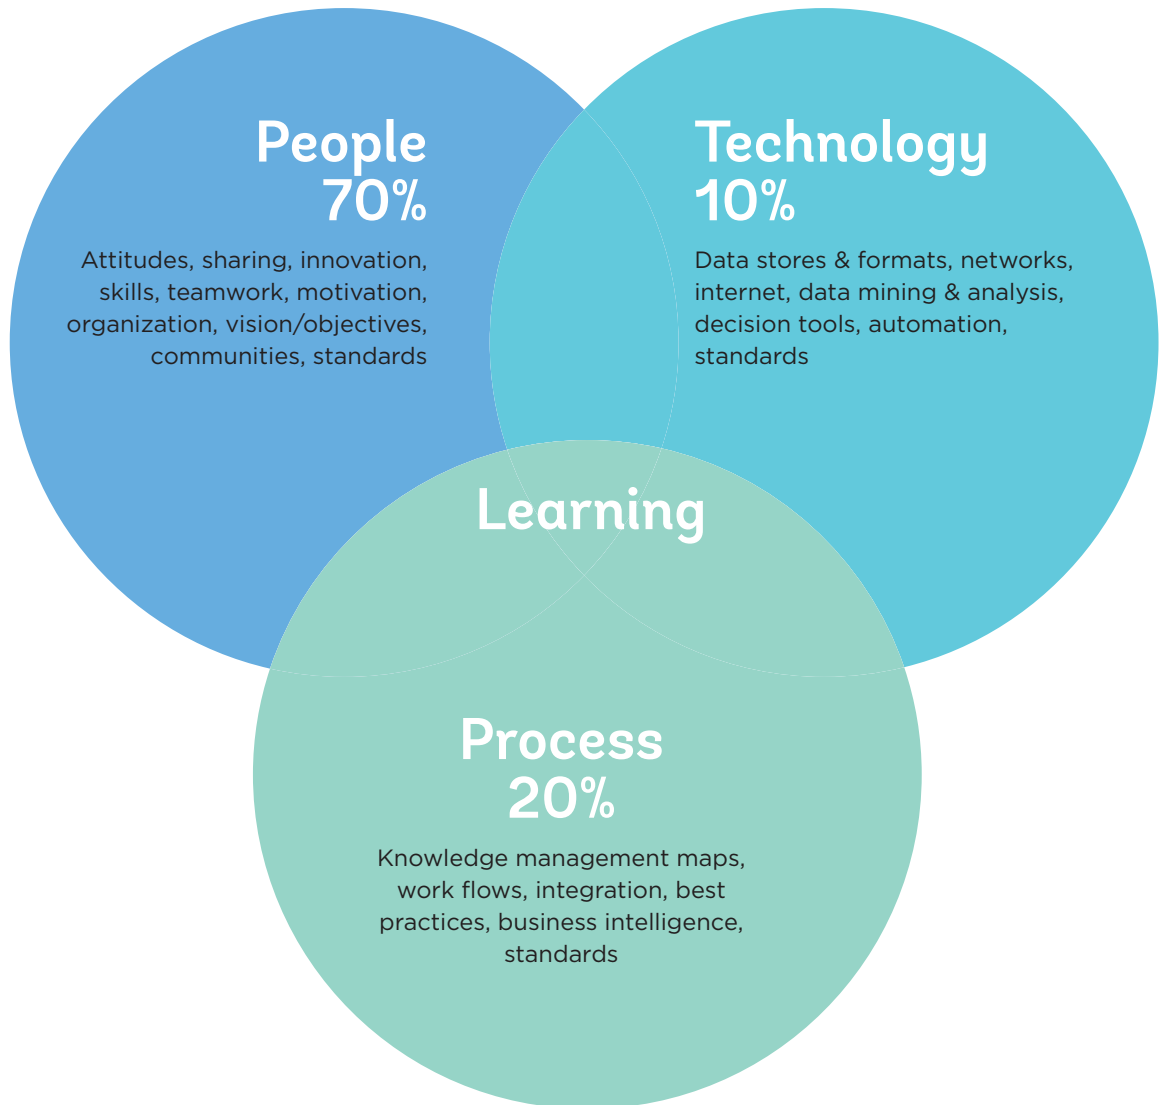 People
70%
Attitudes, sharing, innovation,
skills, teamwork, motivation,
organization, vision/objectives,
communities, standards
Technology
10%
Data stores & formats, networks,
internet, data mining & analysis,
decision tools, automation,
standards
Learning
Process
20%
Knowledge management maps,
work flows, integration, best
practices, business intelligence,
standards